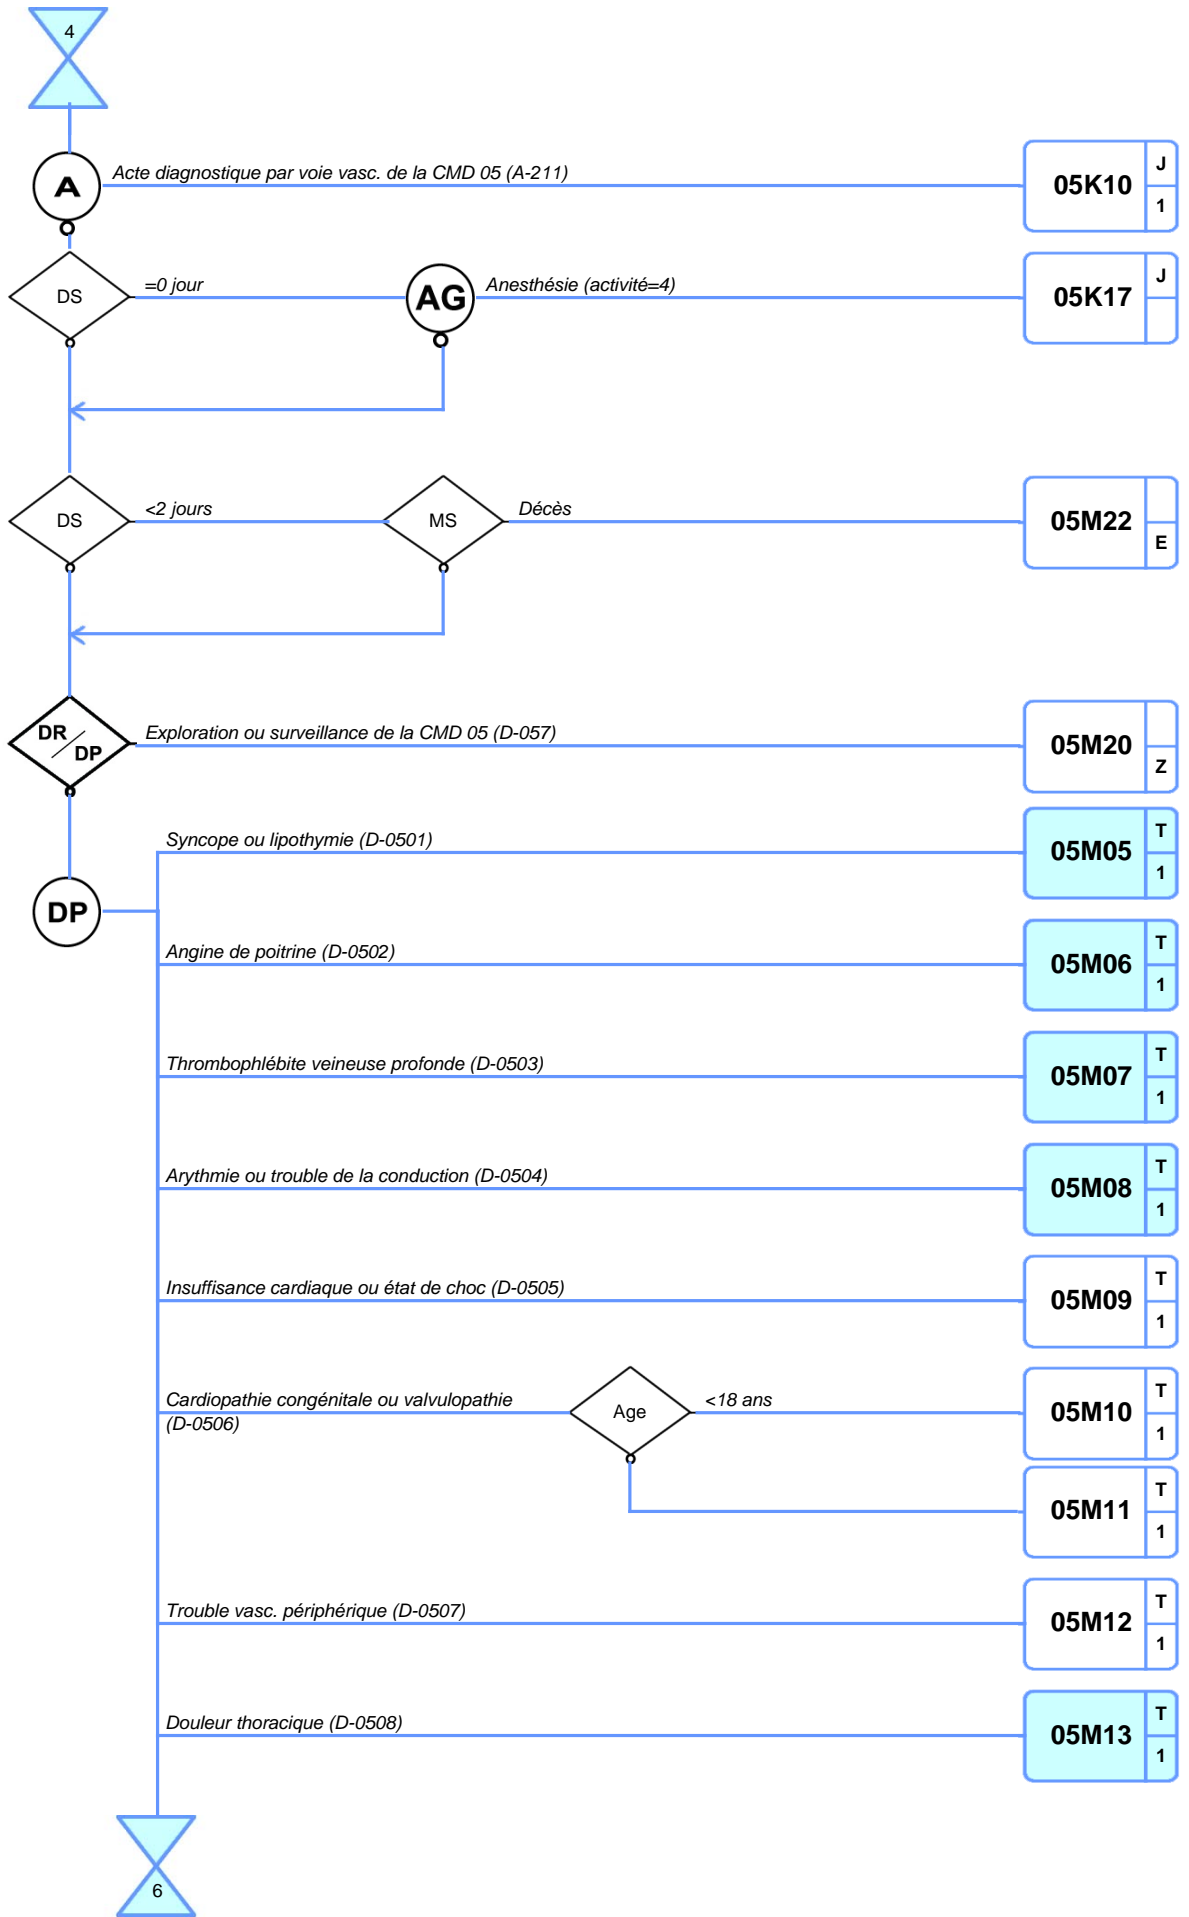 4
A
Acte diagnostique par voie vasc. de la CMD 05 (A-211)
05K10
J
1
DS
=0 jour
AG
Anesthésie (activité=4)
05K17
J
DS
<2 jours
MS
Décès
05M22
E
DR
DP
Exploration ou surveillance de la CMD 05 (D-057)
05M20
Z
Syncope ou lipothymie (D-0501)
05M05
T
1
DP
Angine de poitrine (D-0502)
05M06
T
1
Thrombophlébite veineuse profonde (D-0503)
05M07
T
1
Arythmie ou trouble de la conduction (D-0504)
05M08
T
1
Insuffisance cardiaque ou état de choc (D-0505)
05M09
T
1
Cardiopathie congénitale ou valvulopathie
(D-0506)
Age
<18 ans
05M10
T
1
05M11
T
1
Trouble vasc. périphérique (D-0507)
05M12
T
1
Douleur thoracique (D-0508)
05M13
T
1
6